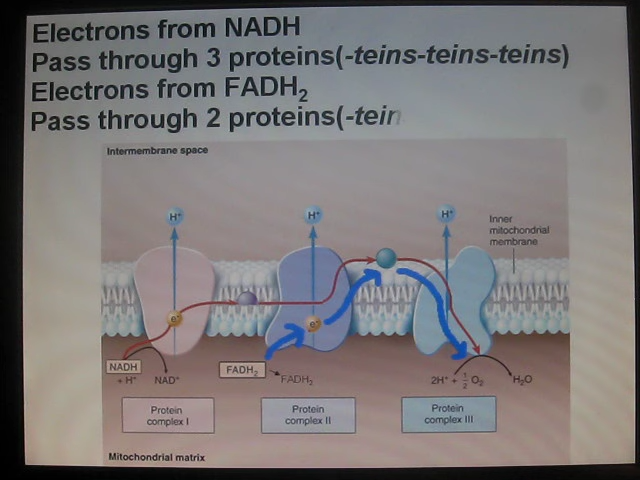 Electrons from NADH
Pass through 3 proteins(-teins-teins-teins)
Electrons from FADH₂
Pass through 2 proteins(-tein
Intermembrane space
H⁺ H⁺ H⁺
Inner
mitochondrial
membrane
e⁻ e⁻
NADH
+ H⁺ NAD⁺
FADH₂
FADH₂
2H⁺ + ½ O₂
H₂O
Protein
complex I
Protein
complex II
Protein
complex III
Mitochondrial matrix